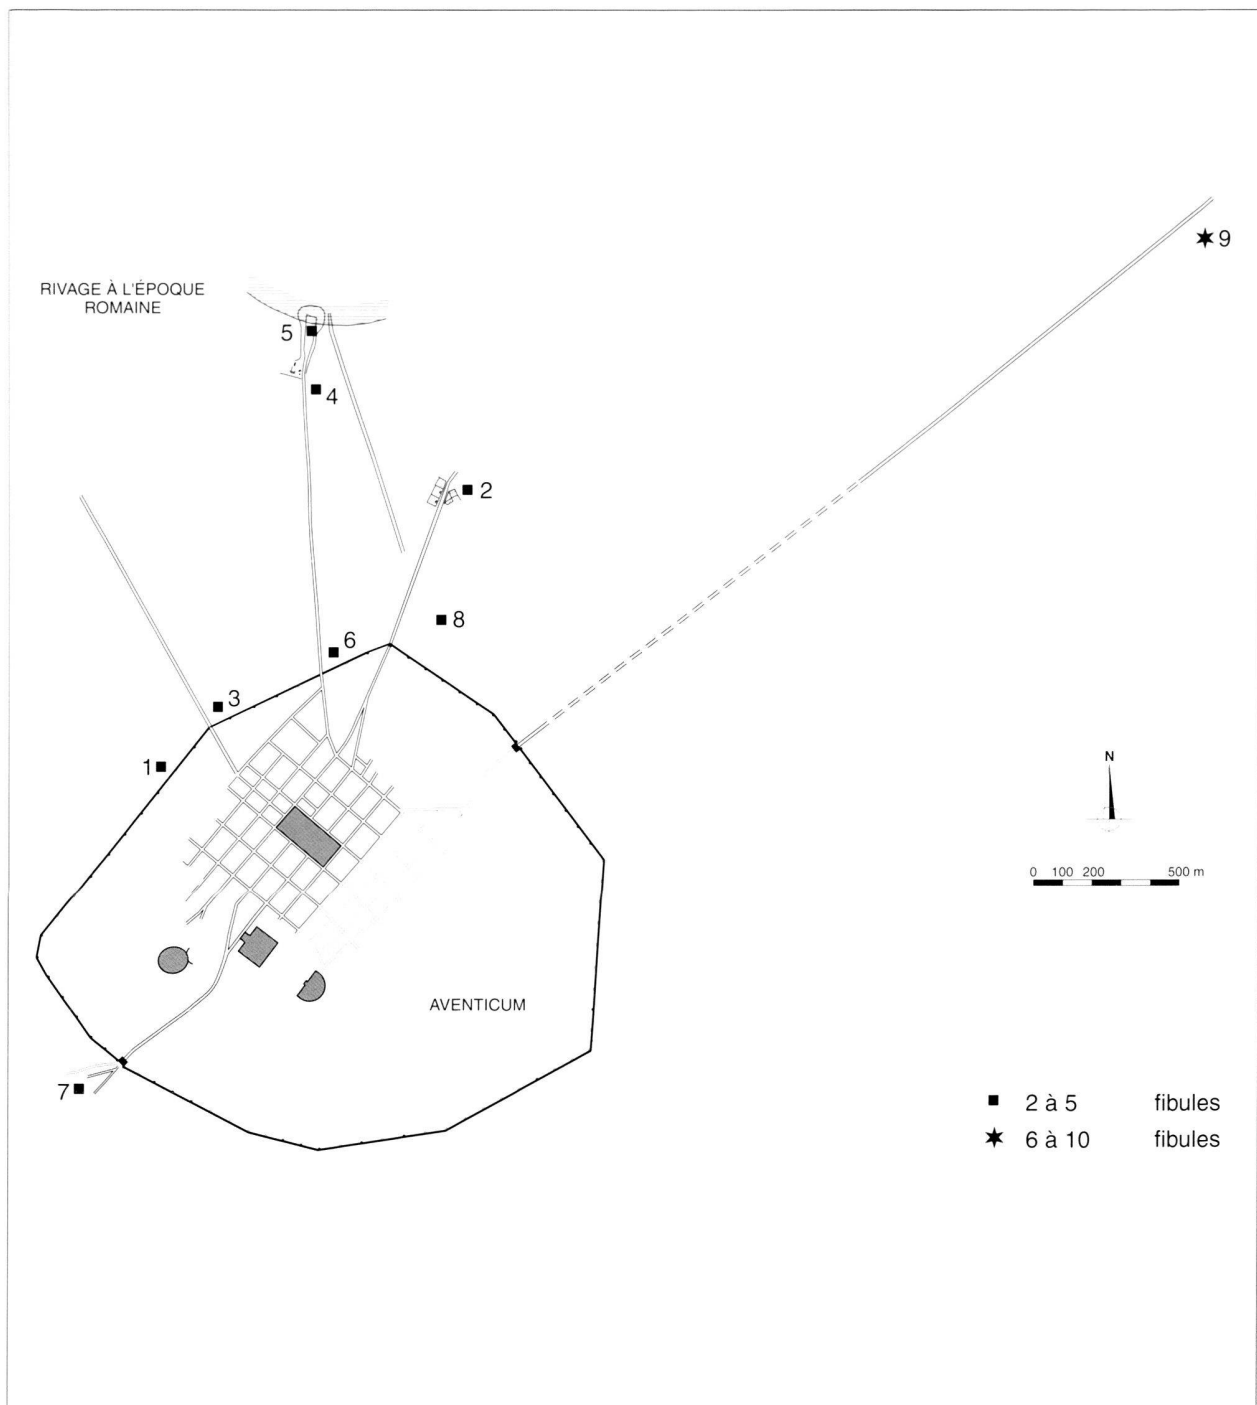 9
RIVAGE À L'ÉPOQUE
ROMAINE
5
4
2
8
6
3
1
N
0 100 200 500 m
AVENTICUM
7
2 à 5 fibules
6 à 10 fibules